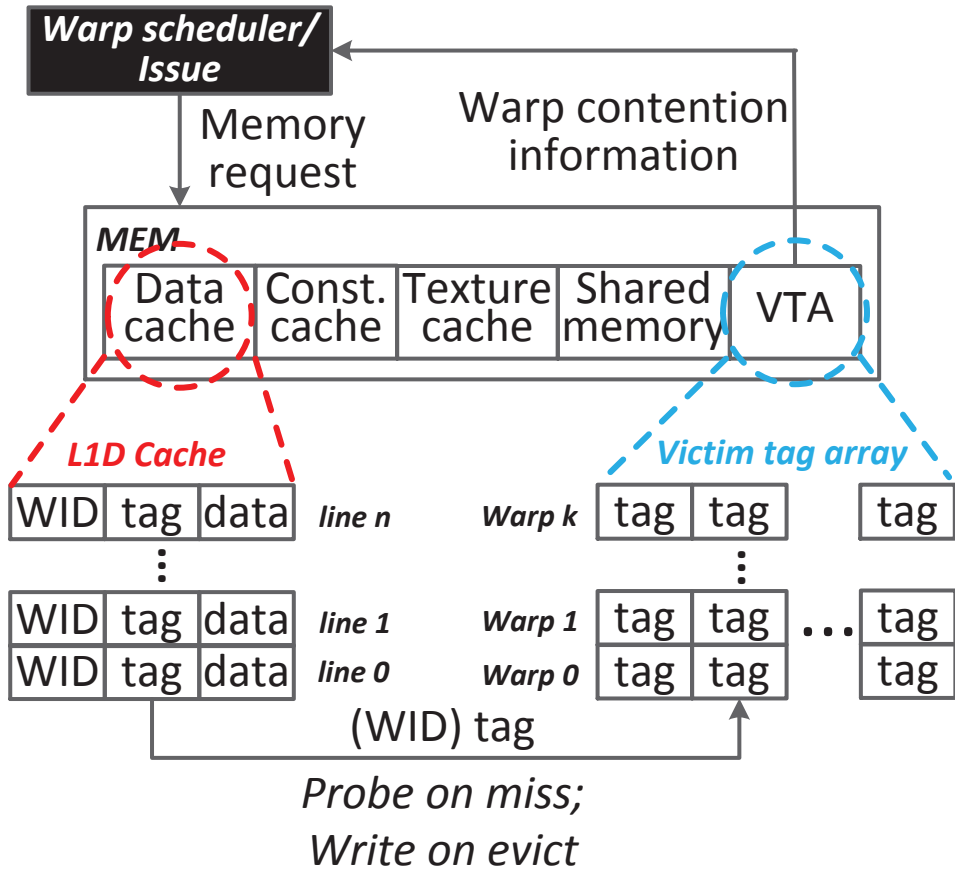 Warp scheduler/
Issue
Memory
request
Warp contention
information
MEM
Data
cache
Const.
cache
Texture
cache
Shared
memory
VTA
L1D Cache
Victim tag array
WID tag data line n Warp k tag tag tag
...
...
WID tag data line 1 Warp 1 tag tag ... tag
WID tag data line 0 Warp 0 tag tag tag
(WID) tag
Probe on miss;
Write on evict